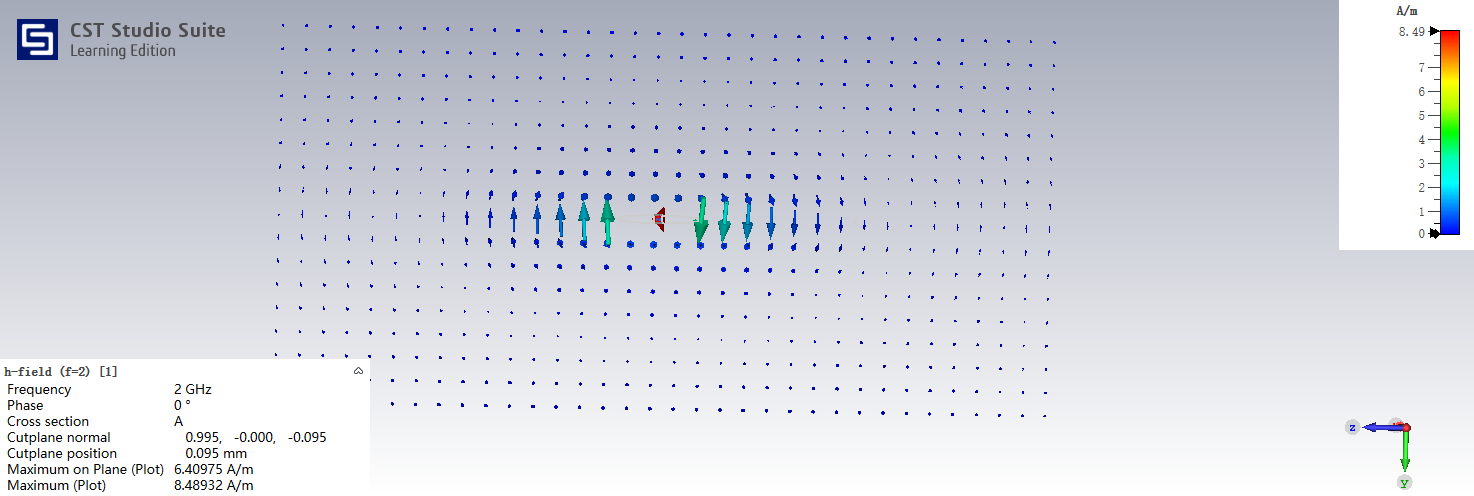 CST Studio Suite
Learning Edition
A/m
8.49
7
6
5
4
3
2
1
0
h-field (f=2) [1]
Frequency 2 GHz
Phase 0 °
Cross section A
Cutplane normal 0.995, -0.000, -0.095
Cutplane position 0.095 mm
Maximum on Plane (Plot) 6.40975 A/m
Maximum (Plot) 8.48932 A/m
z
y